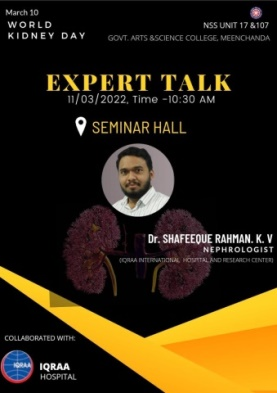 March 10
WORLD
KIDNEY DAY
NSS UNIT 17 &107
GOVT. ARTS &SCIENCE COLLEGE, MEENCHANDA
EXPERT TALK
11/03/2022, Time -10:30 AM
SEMINAR HALL
Dr. SHAFEEQUE RAHMAN. K. V
NEPHROLOGIST
(IQRAA INTERNATIONAL HOSPITAL AND RESEARCH CENTER)
COLLABORATED WITH:
IQRAA
IQRAA
HOSPITAL